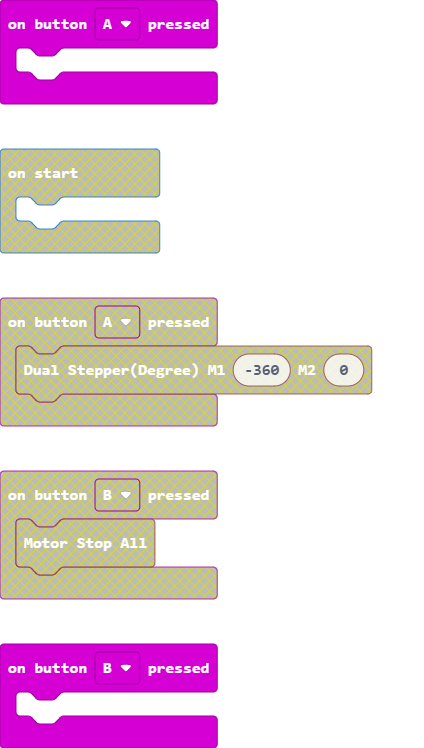 on button A pressed
on start
on button A pressed
Dual Stepper(Degree) M1 -360 M2 0
on button B pressed
Motor Stop All
on button B pressed